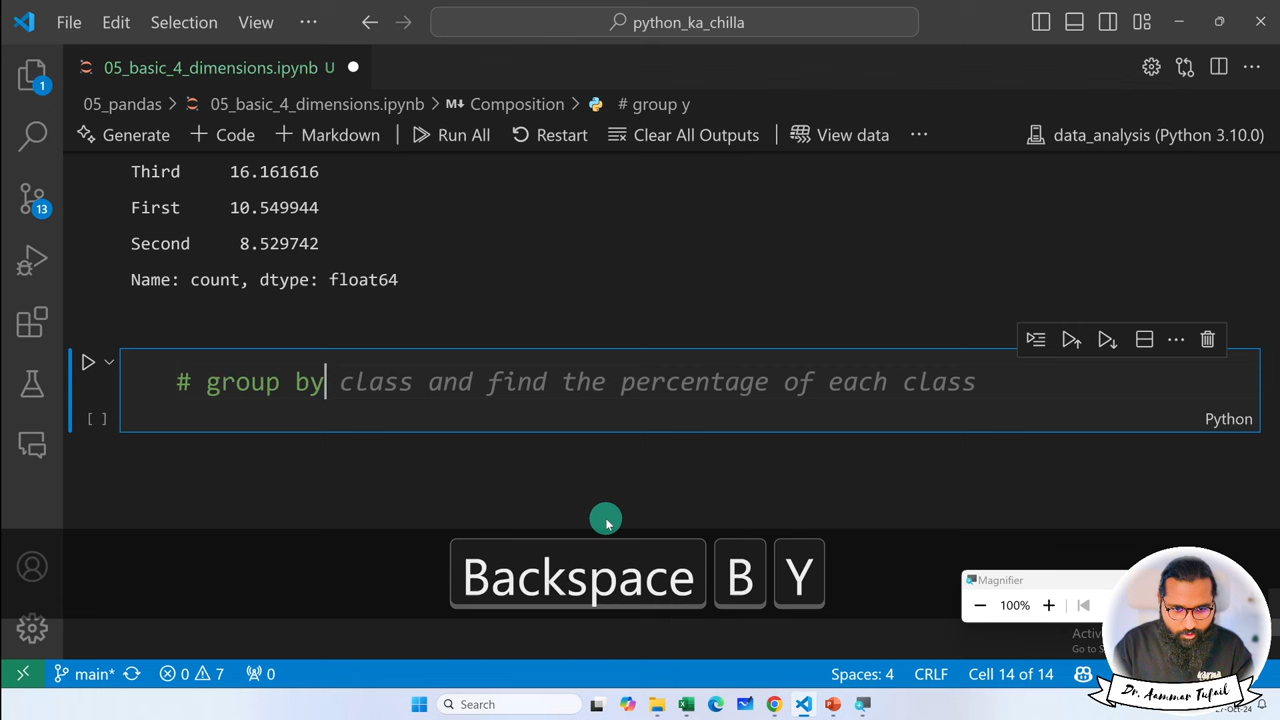 File Edit Selection View ··· python_ka_chilla
05_basic_4_dimensions.ipynb U
05_pandas > 05_basic_4_dimensions.ipynb > M↓ Composition > # group y
Generate + Code + Markdown Run All Restart Clear All Outputs View data ··· data_analysis (Python 3.10.0)
Third 16.161616
First 10.549944
Second 8.529742
Name: count, dtype: float64
# group by class and find the percentage of each class
[ ]
Python
1
13
Backspace B Y
Magnifier
100%
Dr. Aammar Tufail
main* 0 7 0 Spaces: 4 CRLF Cell 14 of 14
Search